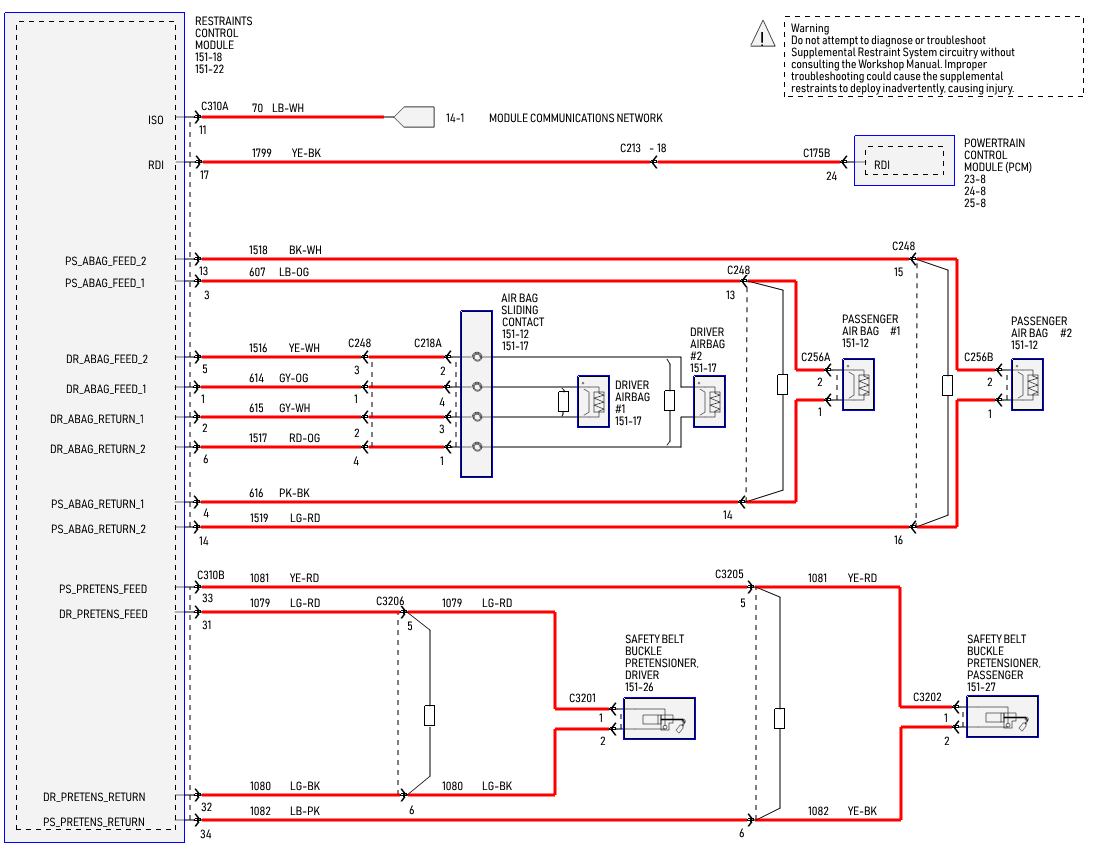 RESTRAINTS
CONTROL
MODULE
151-18
151-22
Warning
Do not attempt to diagnose or troubleshoot
Supplemental Restraint System circuitry without
consulting the Workshop Manual. Improper
troubleshooting could cause the supplemental
restraints to deploy inadvertently, causing injury.
C310A
70 LB-WH
ISO
11
14-1 MODULE COMMUNICATIONS NETWORK
1799 YE-BK
C213 - 18
C175B
RDI
17
24
RDI
POWERTRAIN
CONTROL
MODULE (PCM)
23-8
24-8
25-8
1518 BK-WH
C248
PS_ABAG_FEED_2
13
15
607 LB-OG
C248
PS_ABAG_FEED_1
3
13
AIR BAG
SLIDING
CONTACT
151-12
151-17
DRIVER
AIRBAG
#2
151-17
PASSENGER
AIR BAG #1
151-12
PASSENGER
AIR BAG #2
151-12
1516 YE-WH
C248
C218A
C256A
C256B
DR_ABAG_FEED_2
5
3
2
2
2
614 GY-OG
DR_ABAG_FEED_1
1
1
4
DRIVER
AIRBAG
#1
151-17
1
1
615 GY-WH
DR_ABAG_RETURN_1
2
2
3
1517 RD-OG
DR_ABAG_RETURN_2
6
4
1
616 PK-BK
PS_ABAG_RETURN_1
4
14
1519 LG-RD
PS_ABAG_RETURN_2
14
16
C310B
1081 YE-RD
C3205
1081 YE-RD
PS_PRETENS_FEED
33
5
1079 LG-RD
C3206
1079 LG-RD
DR_PRETENS_FEED
31
5
SAFETY BELT
BUCKLE
PRETENSIONER,
DRIVER
151-26
SAFETY BELT
BUCKLE
PRETENSIONER,
PASSENGER
151-27
C3201
1
2
C3202
1
2
1080 LG-BK
1080 LG-BK
DR_PRETENS_RETURN
32
6
1082 LB-PK
1082 YE-BK
PS_PRETENS_RETURN
34
6